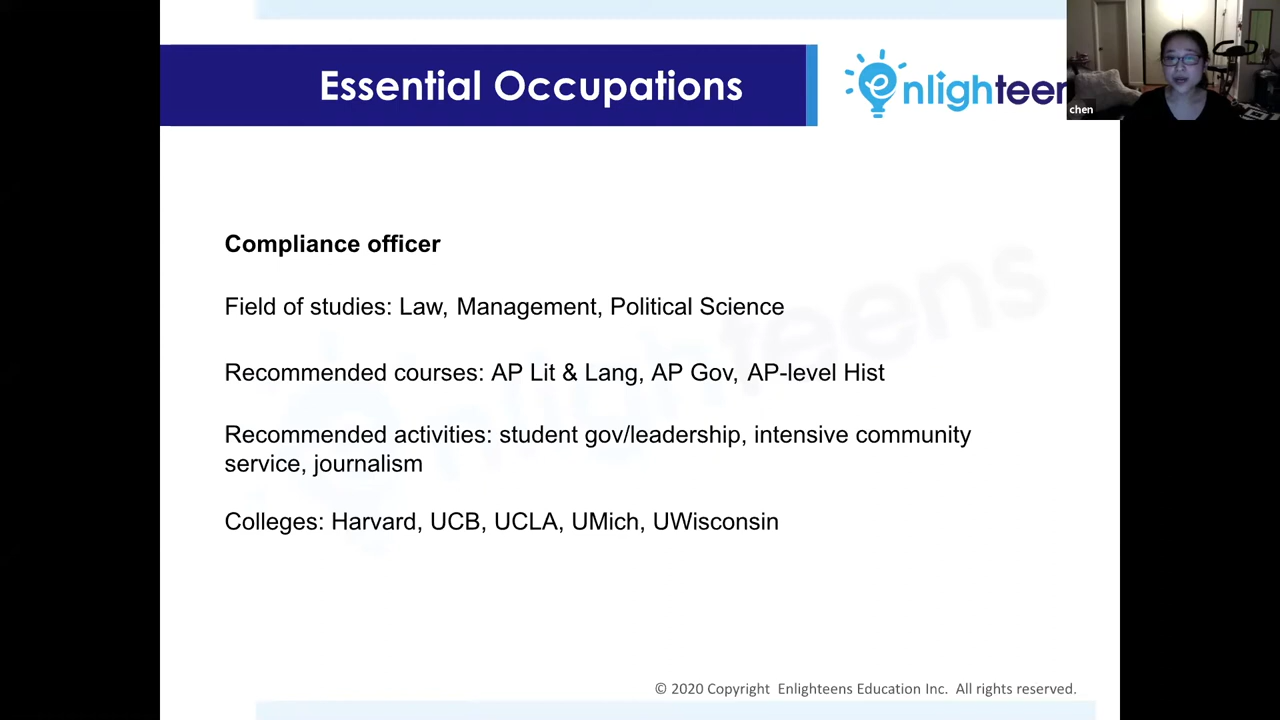 Essential Occupations
enlighteen
chen
Compliance officer
Field of studies: Law, Management, Political Science
Recommended courses: AP Lit & Lang, AP Gov, AP-level Hist
Recommended activities: student gov/leadership, intensive community
service, journalism
Colleges: Harvard, UCB, UCLA, UMich, UWisconsin
enlighteens
© 2020 Copyright Enlighteens Education Inc. All rights reserved.